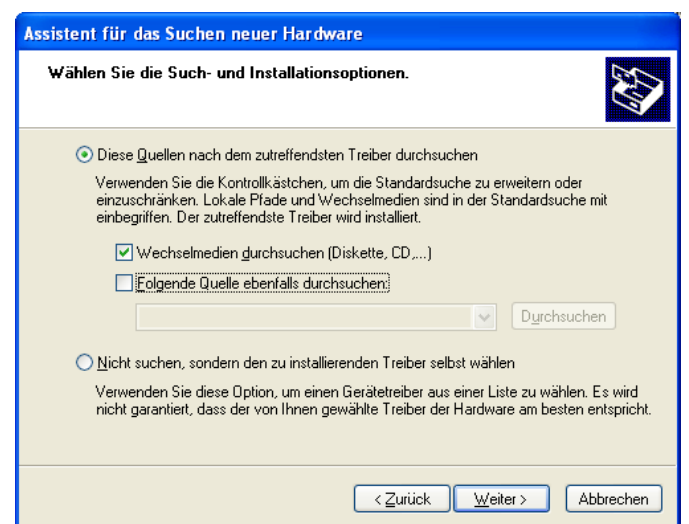 Assistent für das Suchen neuer Hardware
Wählen Sie die Such- und Installationsoptionen.
Diese Quellen nach dem zutreffendsten Treiber durchsuchen
Verwenden Sie die Kontrollkästchen, um die Standardsuche zu erweitern oder
einzuschränken. Lokale Pfade und Wechselmedien sind in der Standardsuche mit
einbegriffen. Der zutreffendste Treiber wird installiert.
Wechselmedien durchsuchen (Diskette, CD,...)
Folgende Quelle ebenfalls durchsuchen:
Durchsuchen
Nicht suchen, sondern den zu installierenden Treiber selbst wählen
Verwenden Sie diese Option, um einen Gerätetreiber aus einer Liste zu wählen. Es wird
nicht garantiert, dass der von Ihnen gewählte Treiber der Hardware am besten entspricht.
< Zurück Weiter > Abbrechen